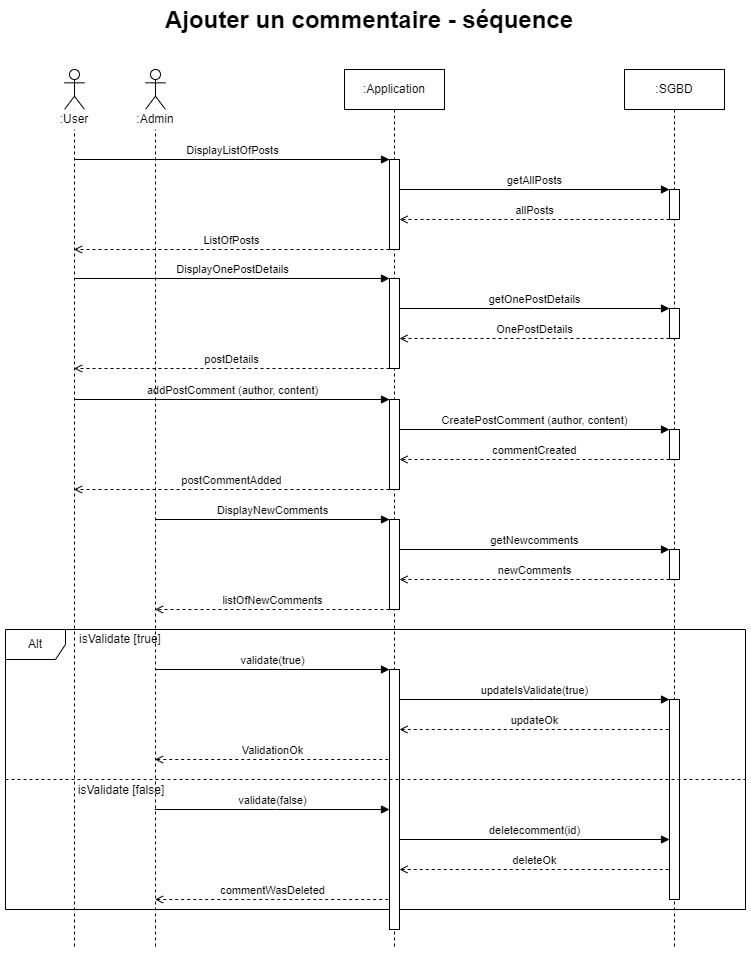 Ajouter un commentaire - séquence
:User
:Admin
:Application
:SGBD
DisplayListOfPosts
getAllPosts
allPosts
ListOfPosts
DisplayOnePostDetails
getOnePostDetails
OnePostDetails
postDetails
addPostComment (author, content)
CreatePostComment (author, content)
commentCreated
postCommentAdded
DisplayNewComments
getNewcomments
newComments
listOfNewComments
Alt
isValidate [true]
validate(true)
updateIsValidate(true)
updateOk
ValidationOk
isValidate [false]
validate(false)
deletecomment(id)
deleteOk
commentWasDeleted